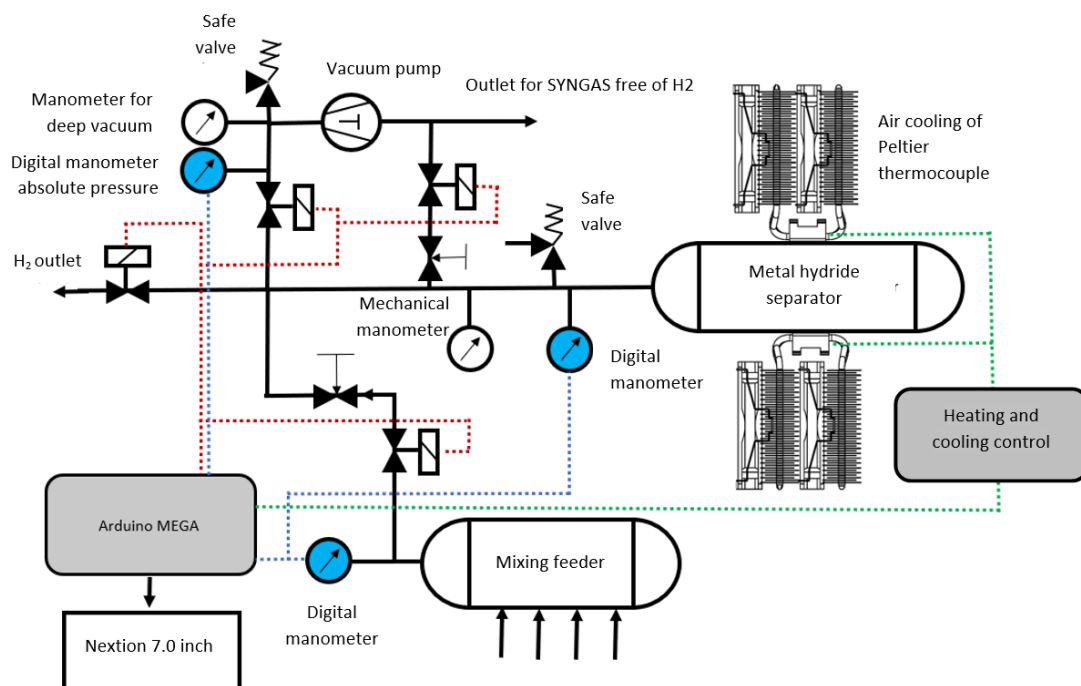 Safe
valve
Vacuum pump
Outlet for SYNGAS free of H2
Manometer for
deep vacuum
Digital manometer
absolute pressure
Air cooling of
Peltier
thermocouple
Safe
valve
H₂ outlet
Metal hydride
separator
r
Mechanical
manometer
Digital
manometer
Heating and
cooling control
Arduino MEGA
Mixing feeder
Digital
manometer
Nextion 7.0 inch